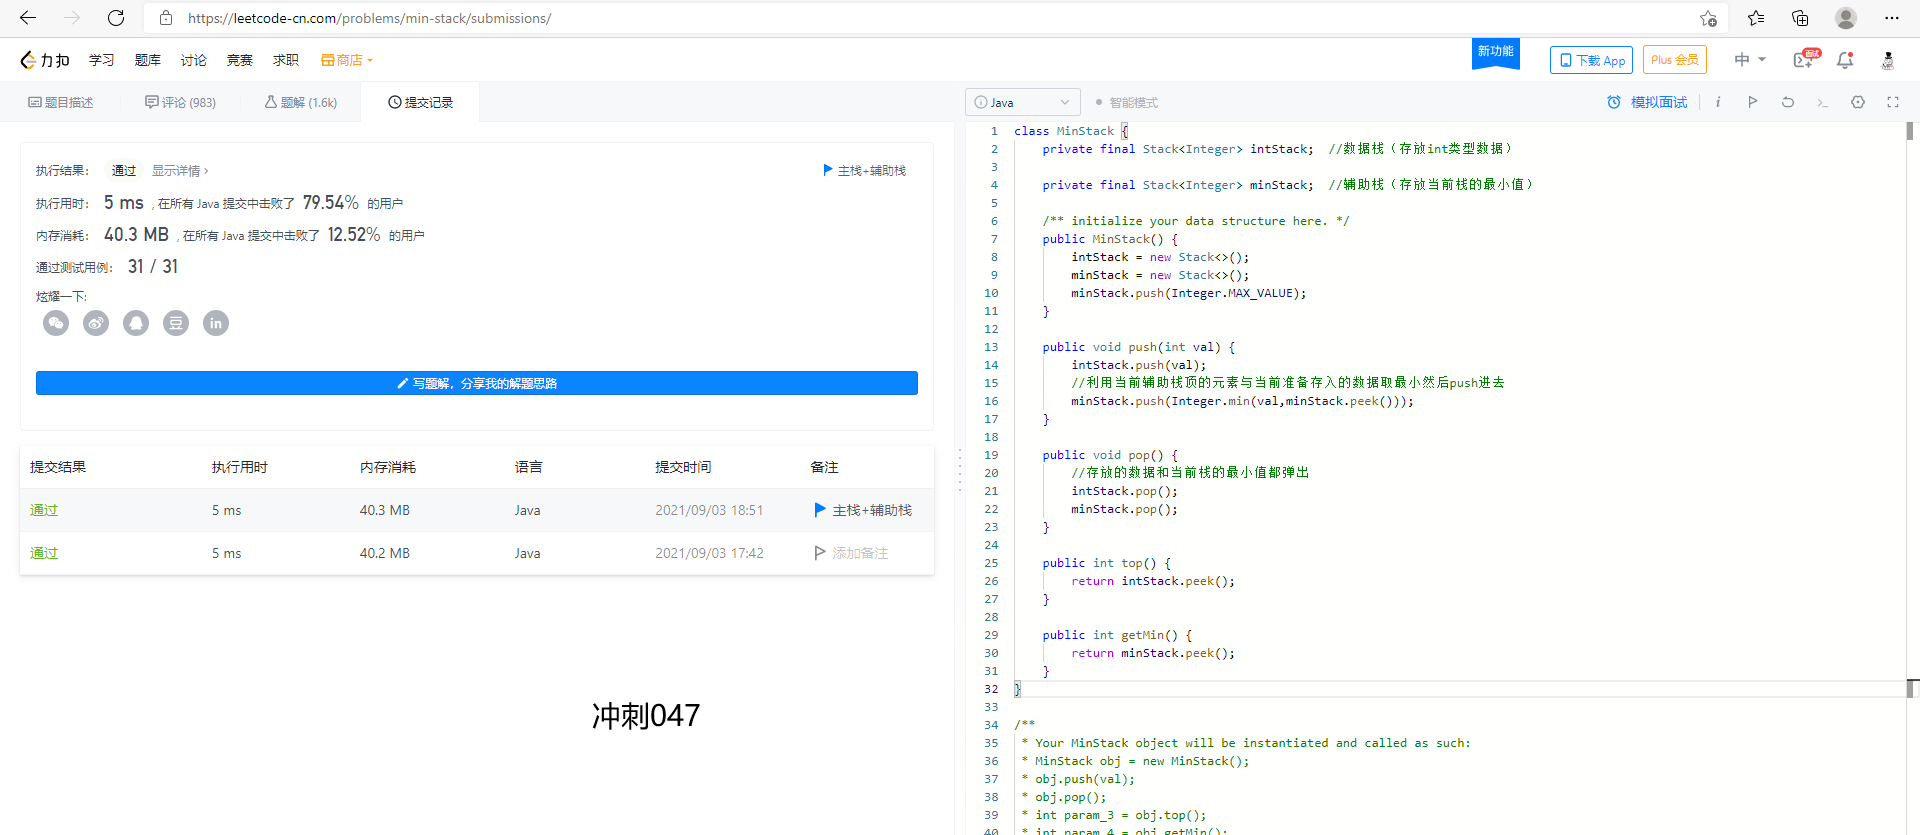 https://leetcode-cn.com/problems/min-stack/submissions/
力扣 学习 题库 讨论 竞赛 求职 商店 新功能 下载 App Plus 会员 中 面试
题目描述 评论 (983) 题解 (1.6k) 提交记录
执行结果： 通过 显示详情 › 主栈+辅助栈
执行用时： 5 ms , 在所有 Java 提交中击败了 79.54% 的用户
内存消耗： 40.3 MB , 在所有 Java 提交中击败了 12.52% 的用户
通过测试用例： 31 / 31
炫耀一下:
豆 in
写题解，分享我的解题思路
提交结果 执行用时 内存消耗 语言 提交时间 备注
通过 5 ms 40.3 MB Java 2021/09/03 18:51 主栈+辅助栈
通过 5 ms 40.2 MB Java 2021/09/03 17:42 添加备注
冲刺047
Java 智能模式 模拟面试 i
1 class MinStack {
2 private final Stack<Integer> intStack; //数据栈（存放int类型数据）
3
4 private final Stack<Integer> minStack; //辅助栈（存放当前栈的最小值）
5
6 /** initialize your data structure here. */
7 public MinStack() {
8 intStack = new Stack<>();
9 minStack = new Stack<>();
10 minStack.push(Integer.MAX_VALUE);
11 }
12
13 public void push(int val) {
14 intStack.push(val);
15 //利用当前辅助栈顶的元素与当前准备存入的数据取最小然后push进去
16 minStack.push(Integer.min(val,minStack.peek()));
17 }
18
19 public void pop() {
20 //存放的数据和当前栈的最小值都弹出
21 intStack.pop();
22 minStack.pop();
23 }
24
25 public int top() {
26 return intStack.peek();
27 }
28
29 public int getMin() {
30 return minStack.peek();
31 }
32 }
33
34 /**
35 * Your MinStack object will be instantiated and called as such:
36 * MinStack obj = new MinStack();
37 * obj.push(val);
38 * obj.pop();
39 * int param_3 = obj.top();
40 * int param_4 = obj.getMin();